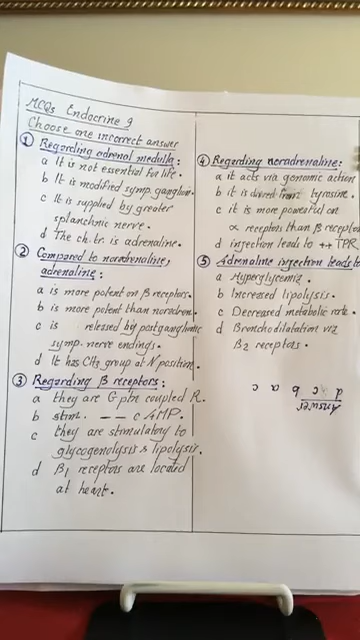 MCQs Endocrine 9
Choose one incorrect answer
① Regarding adrenal medulla:
a It is not essential for life.
b It is modified symp. ganglion.
c It is supplied by greater
splanchnic nerve.
d The ch. tr. is adrenaline.
② Compared to noradrenaline,
adrenaline:
a is more potent on β receptors.
b is more potent than noradren.
c is released by postganglionic
symp. nerve endings.
d It has CH3 group at N position.
③ Regarding β receptors:
a they are G ptn coupled R.
b stim. -- c AMP.
c they are stimulatory to
glycogenolysis & lipolysis.
d β1 receptors are located
at heart.
④ Regarding noradrenaline:
a it acts via genomic action
b it is derived from tyrosine.
c it is more powerful on
α receptors than β receptor
d injection lead to ++ TPR
⑤ Adrenaline injection leads to
a Hyperglycemia.
b Increased lipolysis.
c Decreased metabolic rate.
d Bronchodilatation via
β2 receptors.
Answer
d c b a c